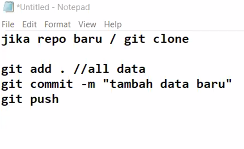 *Untitled - Notepad
File Edit Format View Help
jika repo baru / git clone
git add . //all data
git commit -m "tambah data baru"
git push